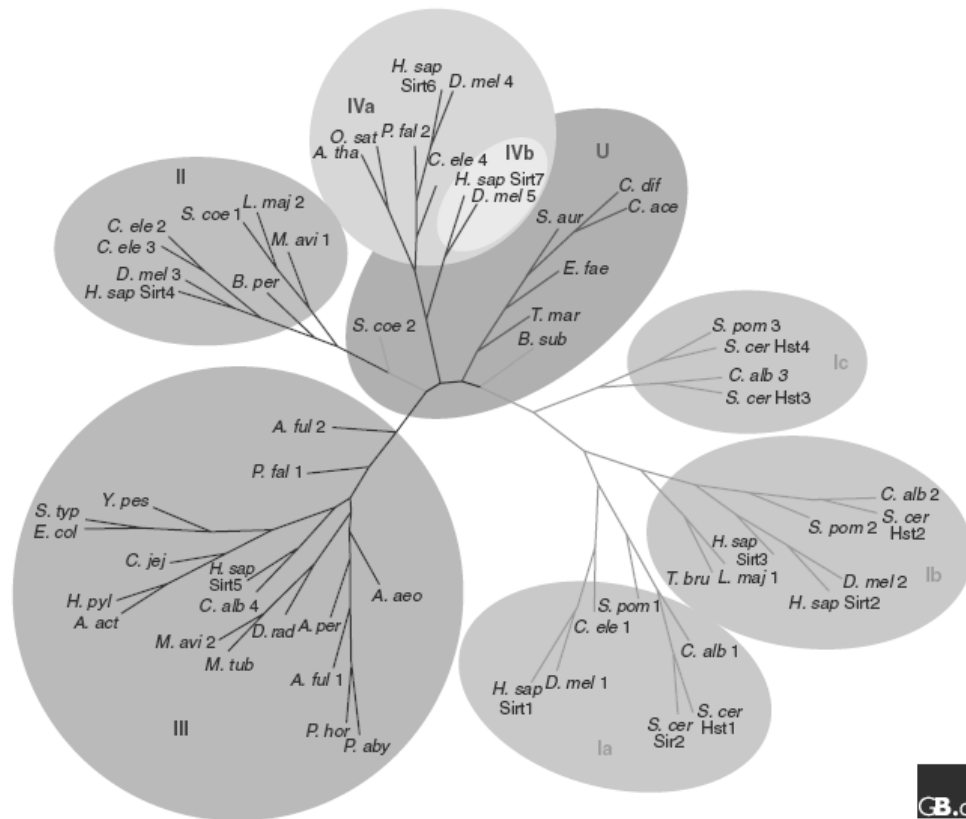 H. sap
Sirt6
D. mel 4
IVa
O. sat
P. fal 2
A. tha
IVb
U
C. ele 4
H. sap Sirt7
D. mel 5
C. dif
C. ace
S. aur
E. fae
T. mar
B. sub
S. coe 2
II
L. maj 2
S. coe 1
C. ele 2
C. ele 3
M. avi 1
D. mel 3
B. per
H. sap Sirt4
S. pom 3
S. cer Hst4
Ic
C. alb 3
S. cer Hst3
A. ful 2
P. fal 1
Y. pes
S. typ
E. col
C. jej
H. sap
Sirt5
H. pyl
A. act
C. alb 4
A. aeo
M. avi 2
D. rad
A. per
M. tub
A. ful 1
P. hor
P. aby
III
C. alb 2
S. cer
Hst2
S. pom 2
H. sap
Sirt3
T. bru
L. maj 1
D. mel 2
H. sap Sirt2
Ib
S. pom 1
C. ele 1
C. alb 1
H. sap
Sirt1
D. mel 1
S. cer
Sir2
S. cer
Hst1
Ia
GB.c